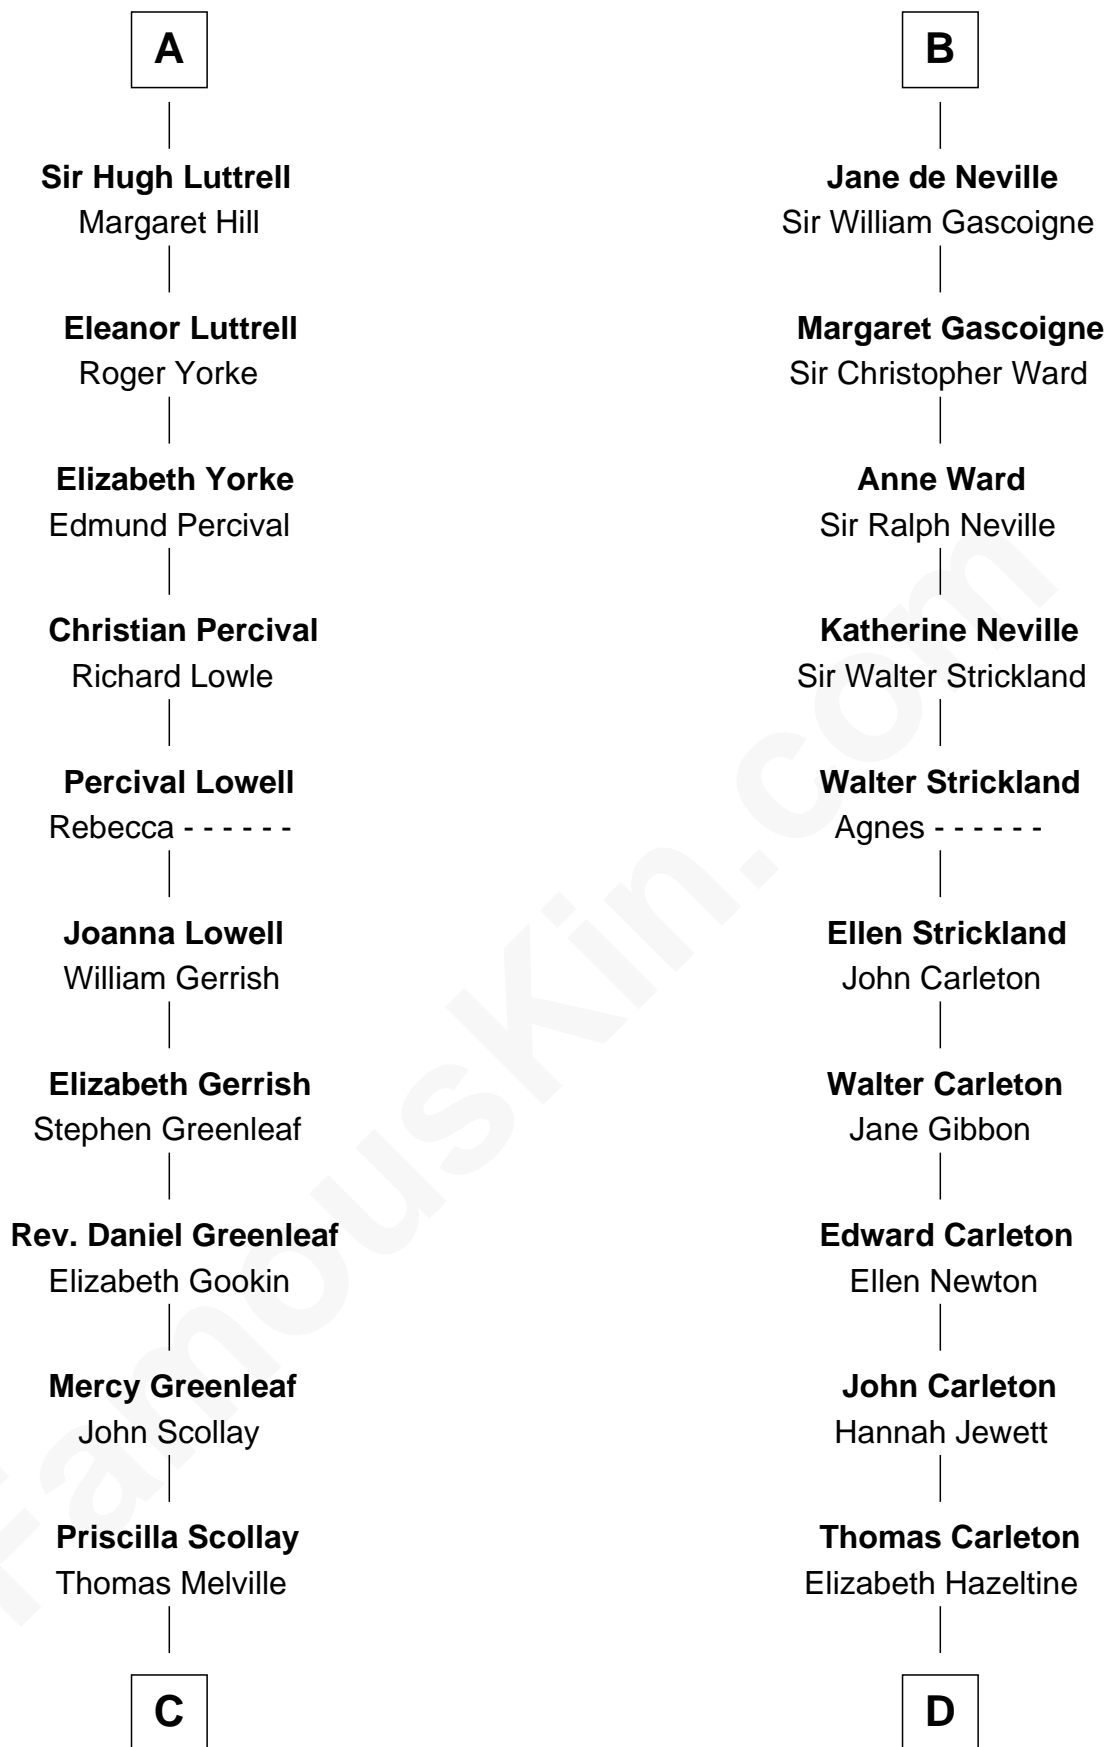 A
Sir Hugh Luttrell
Margaret Hill
Eleanor Luttrell
Roger Yorke
Elizabeth Yorke
Edmund Percival
Christian Percival
Richard Lowle
Percival Lowell
Rebecca - - - - - -
Joanna Lowell
William Gerrish
Elizabeth Gerrish
Stephen Greenleaf
Rev. Daniel Greenleaf
Elizabeth Gookin
Mercy Greenleaf
John Scollay
Priscilla Scollay
Thomas Melville
C
B
Jane de Neville
Sir William Gascoigne
Margaret Gascoigne
Sir Christopher Ward
Anne Ward
Sir Ralph Neville
Katherine Neville
Sir Walter Strickland
Walter Strickland
Agnes - - - - - -
Ellen Strickland
John Carleton
Walter Carleton
Jane Gibbon
Edward Carleton
Ellen Newton
John Carleton
Hannah Jewett
Thomas Carleton
Elizabeth Hazeltine
D
FamousKin.com